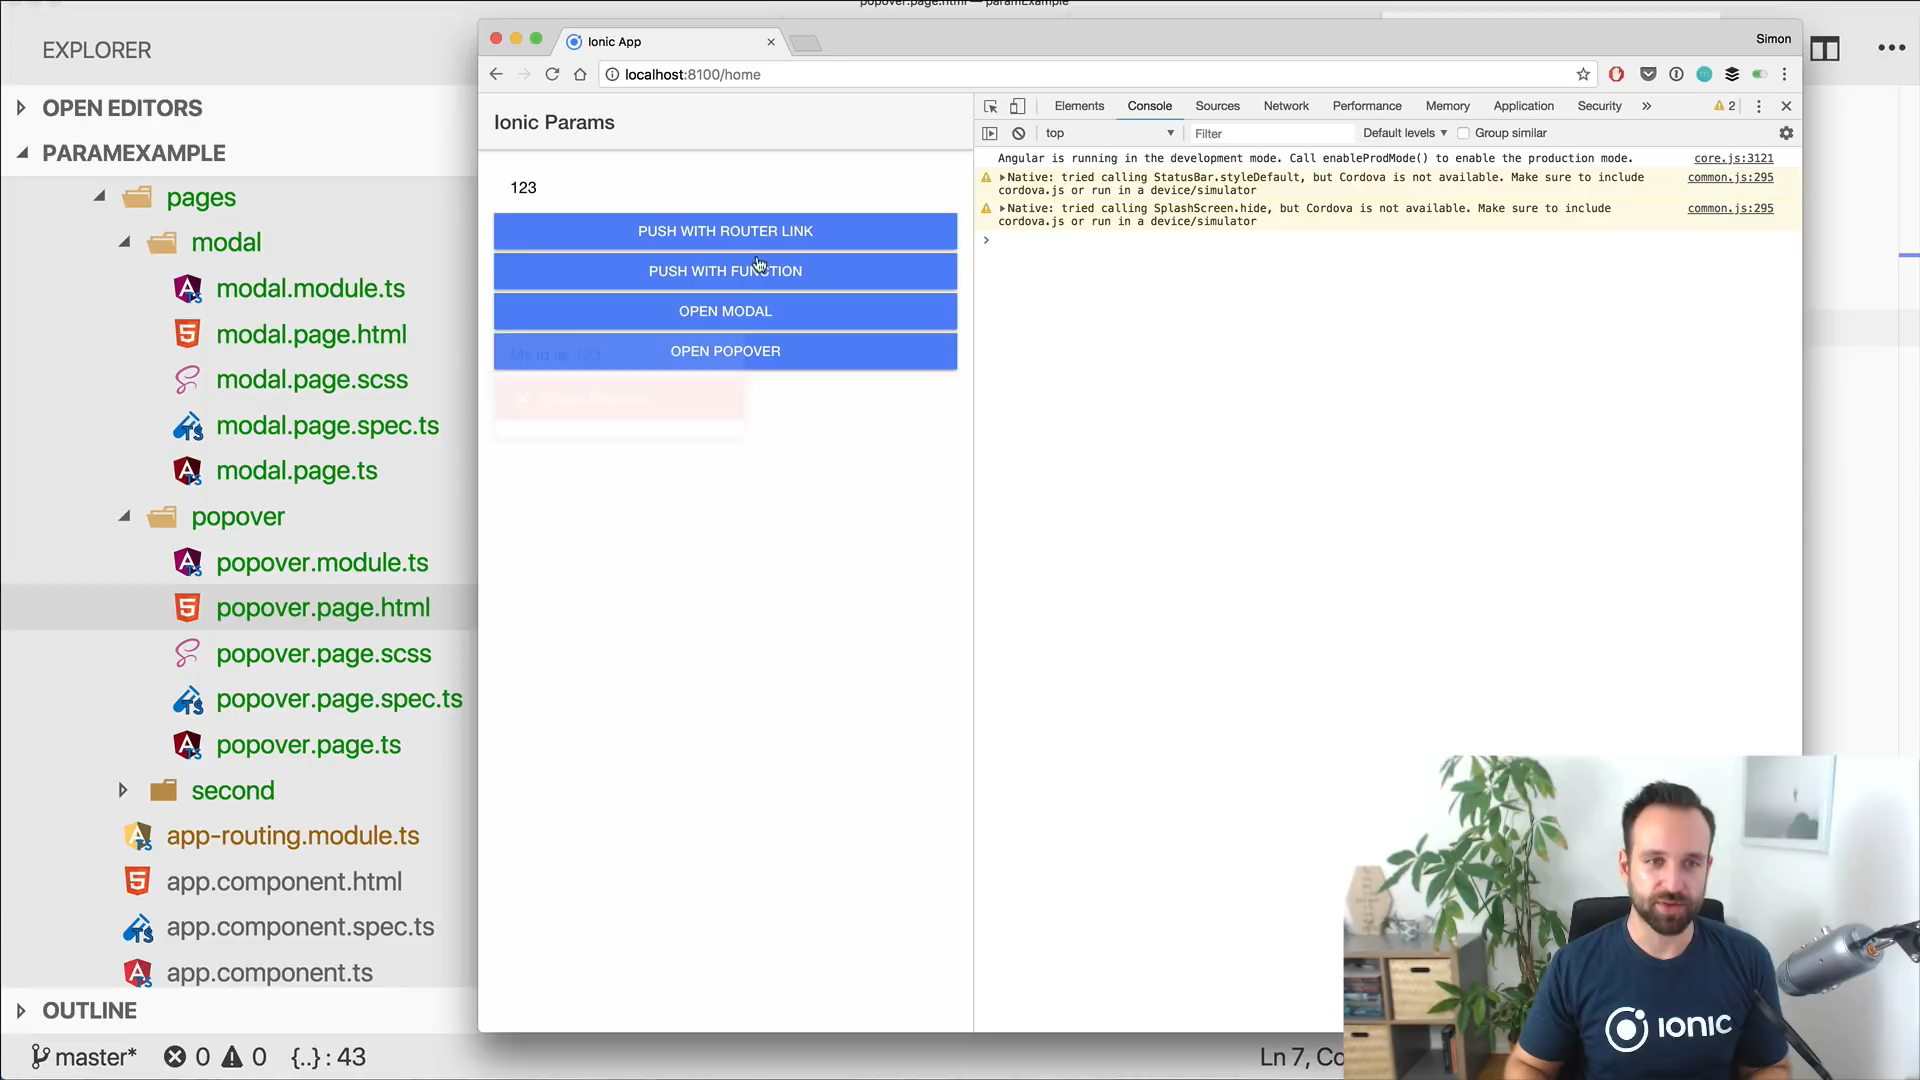 popover.page.html — paramExample
EXPLORER
OPEN EDITORS
PARAMEXAMPLE
pages
modal
modal.module.ts
modal.page.html
modal.page.scss
modal.page.spec.ts
modal.page.ts
popover
popover.module.ts
popover.page.html
popover.page.scss
popover.page.spec.ts
popover.page.ts
second
app-routing.module.ts
app.component.html
app.component.spec.ts
app.component.ts
OUTLINE
master* 0 0 {..} : 43
Ln 7, Co
Ionic App
Simon
localhost:8100/home
Ionic Params
123
PUSH WITH ROUTER LINK
PUSH WITH FUNCTION
OPEN MODAL
OPEN POPOVER
Elements Console Sources Network Performance Memory Application Security » 2
top Filter Default levels Group similar
Angular is running in the development mode. Call enableProdMode() to enable the production mode. core.js:3121
Native: tried calling StatusBar.styleDefault, but Cordova is not available. Make sure to include common.js:295
cordova.js or run in a device/simulator
Native: tried calling SplashScreen.hide, but Cordova is not available. Make sure to include common.js:295
cordova.js or run in a device/simulator
IONIC